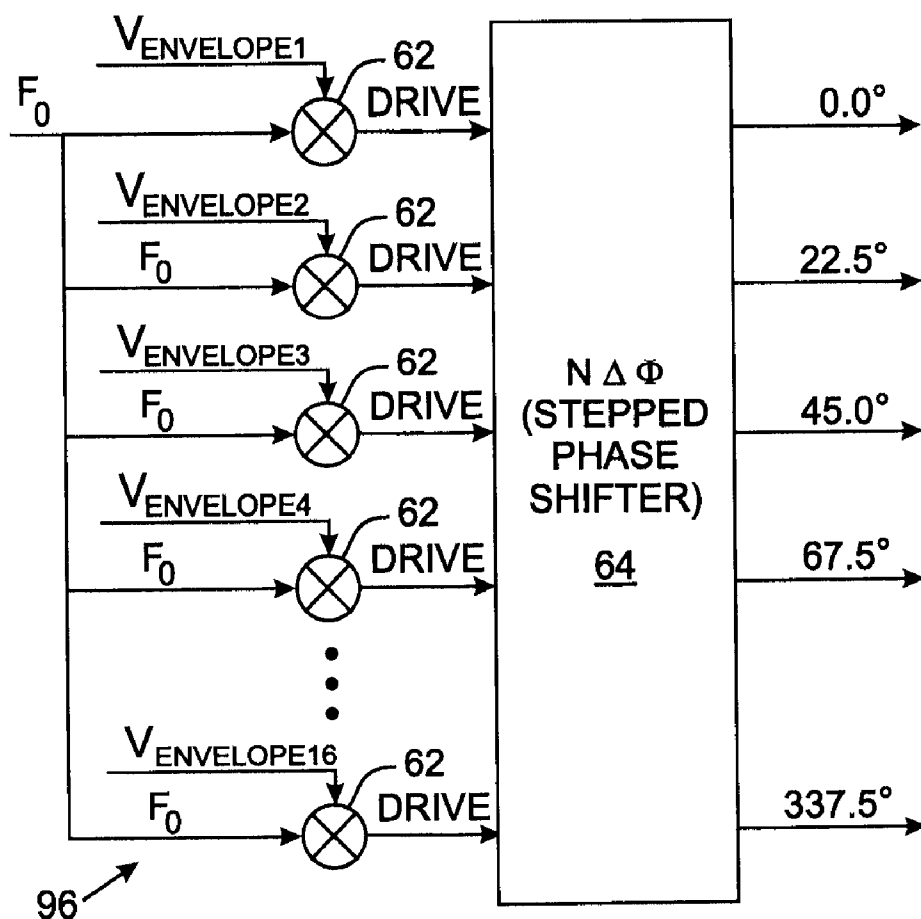 V_ENVELOPE1
62
F_0
DRIVE
0.0°
V_ENVELOPE2
62
F_0
DRIVE
22.5°
V_ENVELOPE3
62
F_0
DRIVE
45.0°
N Δ Φ
(STEPPED
PHASE
SHIFTER)
64
V_ENVELOPE4
62
F_0
DRIVE
67.5°
V_ENVELOPE16
62
F_0
DRIVE
337.5°
96